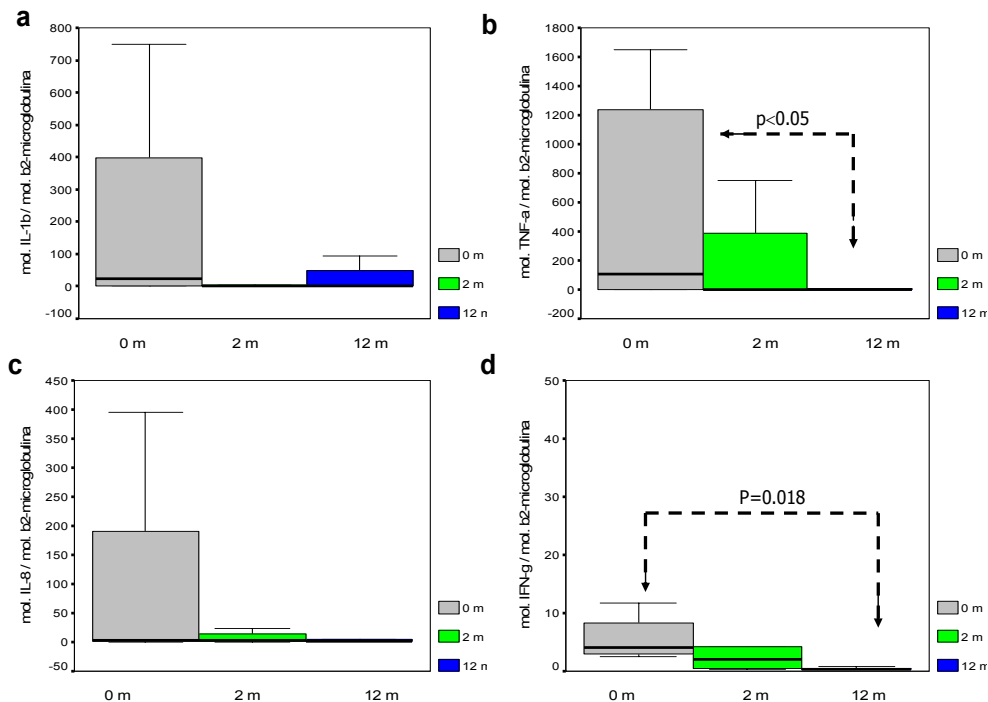 a
800
700
600
500
400
300
200
100
0
-100
mol. IL-1b / mol. b2-microglobulina
0 m
2 m
12 m
0 m
2 m
12 n
b
1800
1600
1400
1200
1000
800
600
400
200
0
-200
mol. TNF-a / mol. b2-microglobulina
p<0.05
0 m
2 m
12 m
0 m
2 m
12 m
c
450
400
350
300
250
200
150
100
50
0
-50
mol. IL-8 / mol. b2-microglobulina
0 m
2 m
12 m
0 m
2 m
12 n
d
50
40
30
20
10
0
mol. IFN-g / mol. b2-microglobulina
P=0.018
0 m
2 m
12 m
0 m
2 m
12 m